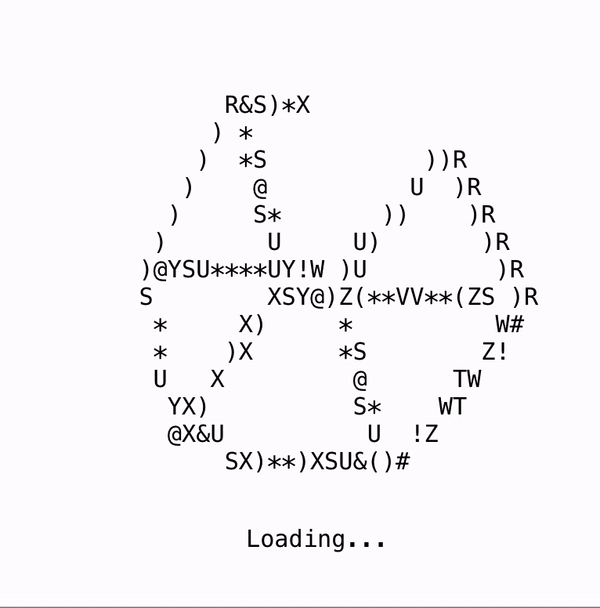 R&S)*X
     ) *
    )  *S           ))R
   )    @          U  )R
  )     S*       ))    )R
 )       U     U)       )R
)@YSU****UY!W )U         )R
S        XSY@)Z(**VV**(ZS )R
 *     X)     *          W#
 *    )X      *S        Z!
 U   X         @      TW
  YX)          S*    WT
  @X&U          U  !Z
      SX)**)XSU&()#
Loading...